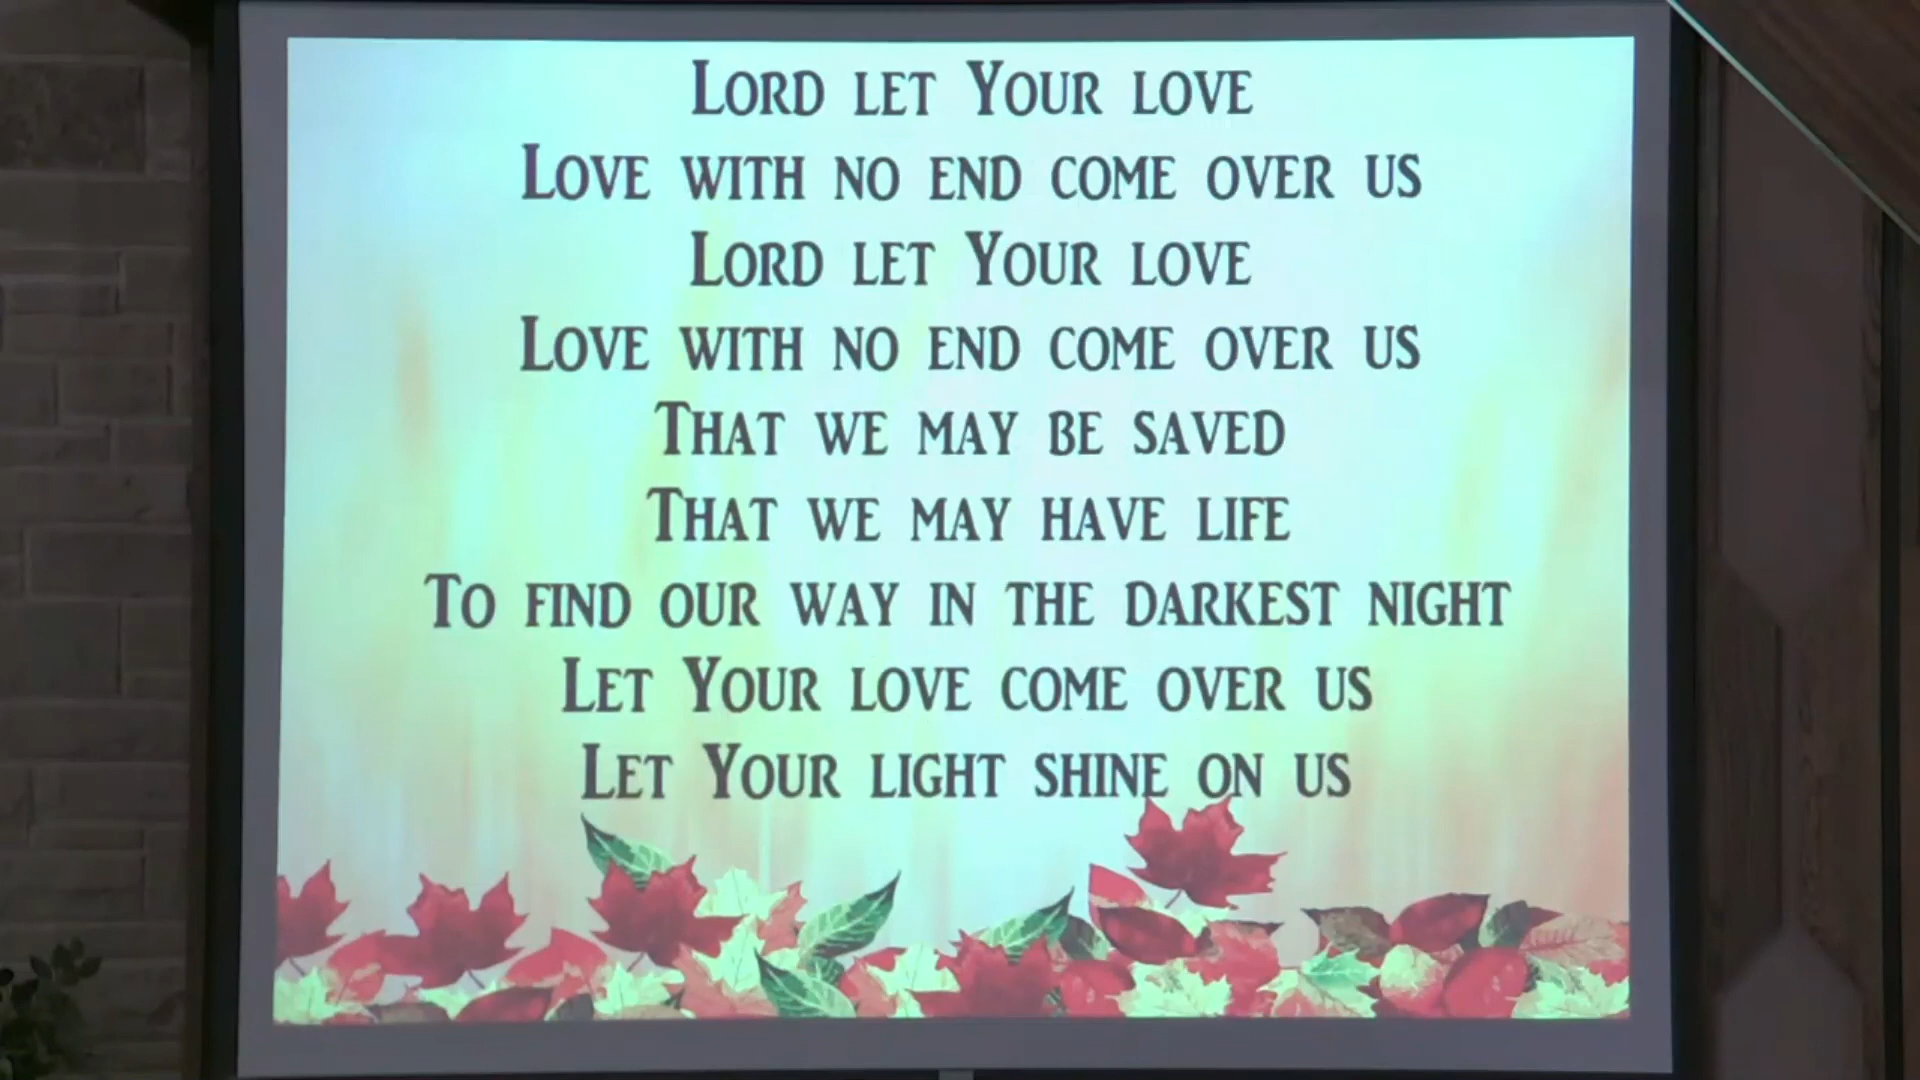 Lord let Your love
Love with no end come over us
Lord let Your love
Love with no end come over us
That we may be saved
That we may have life
To find our way in the darkest night
Let Your love come over us
Let Your light shine on us